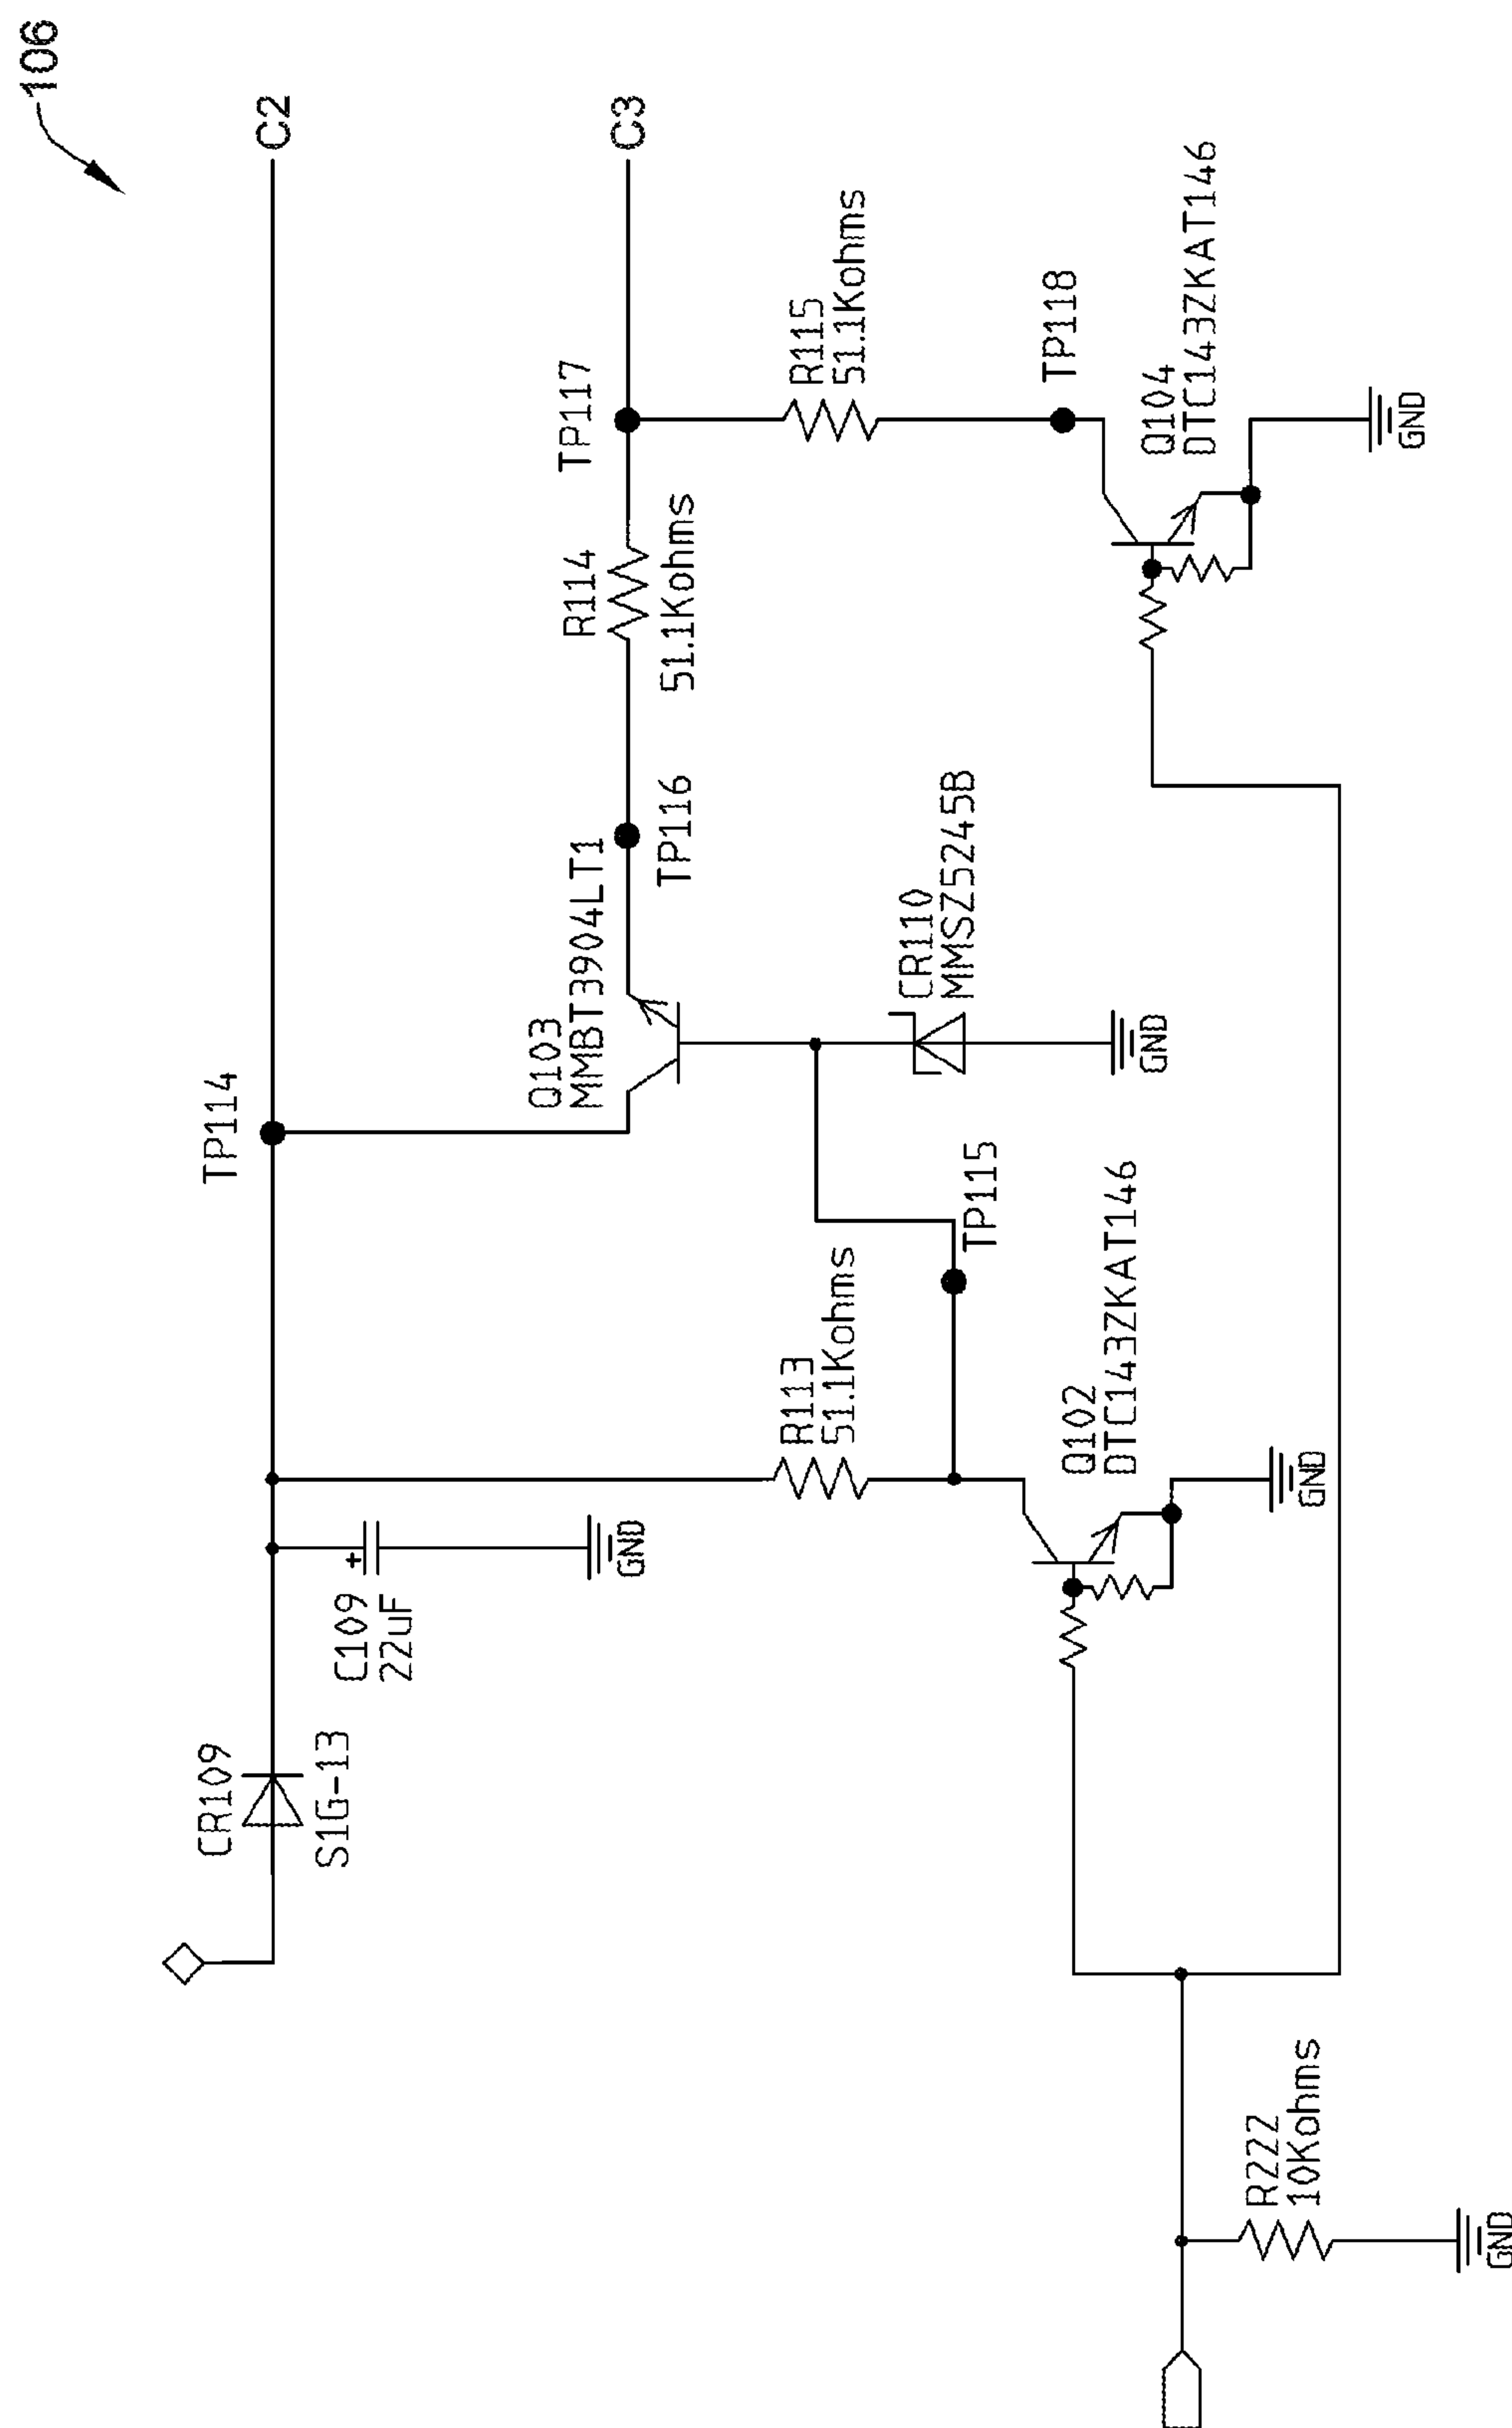 106
C2
C3
TP114
TP117
R115
51.1Kohms
TP118
Q104
DTC143ZKAT146
GND
R114
51.1Kohms
TP116
Q103
MMBT3904LT1
CR110
MMSZ5245B
GND
TP115
R113
51.1Kohms
Q102
DTC143ZKAT146
GND
+
C109
22uF
GND
CR109
S1G-13
R222
10Kohms
GND